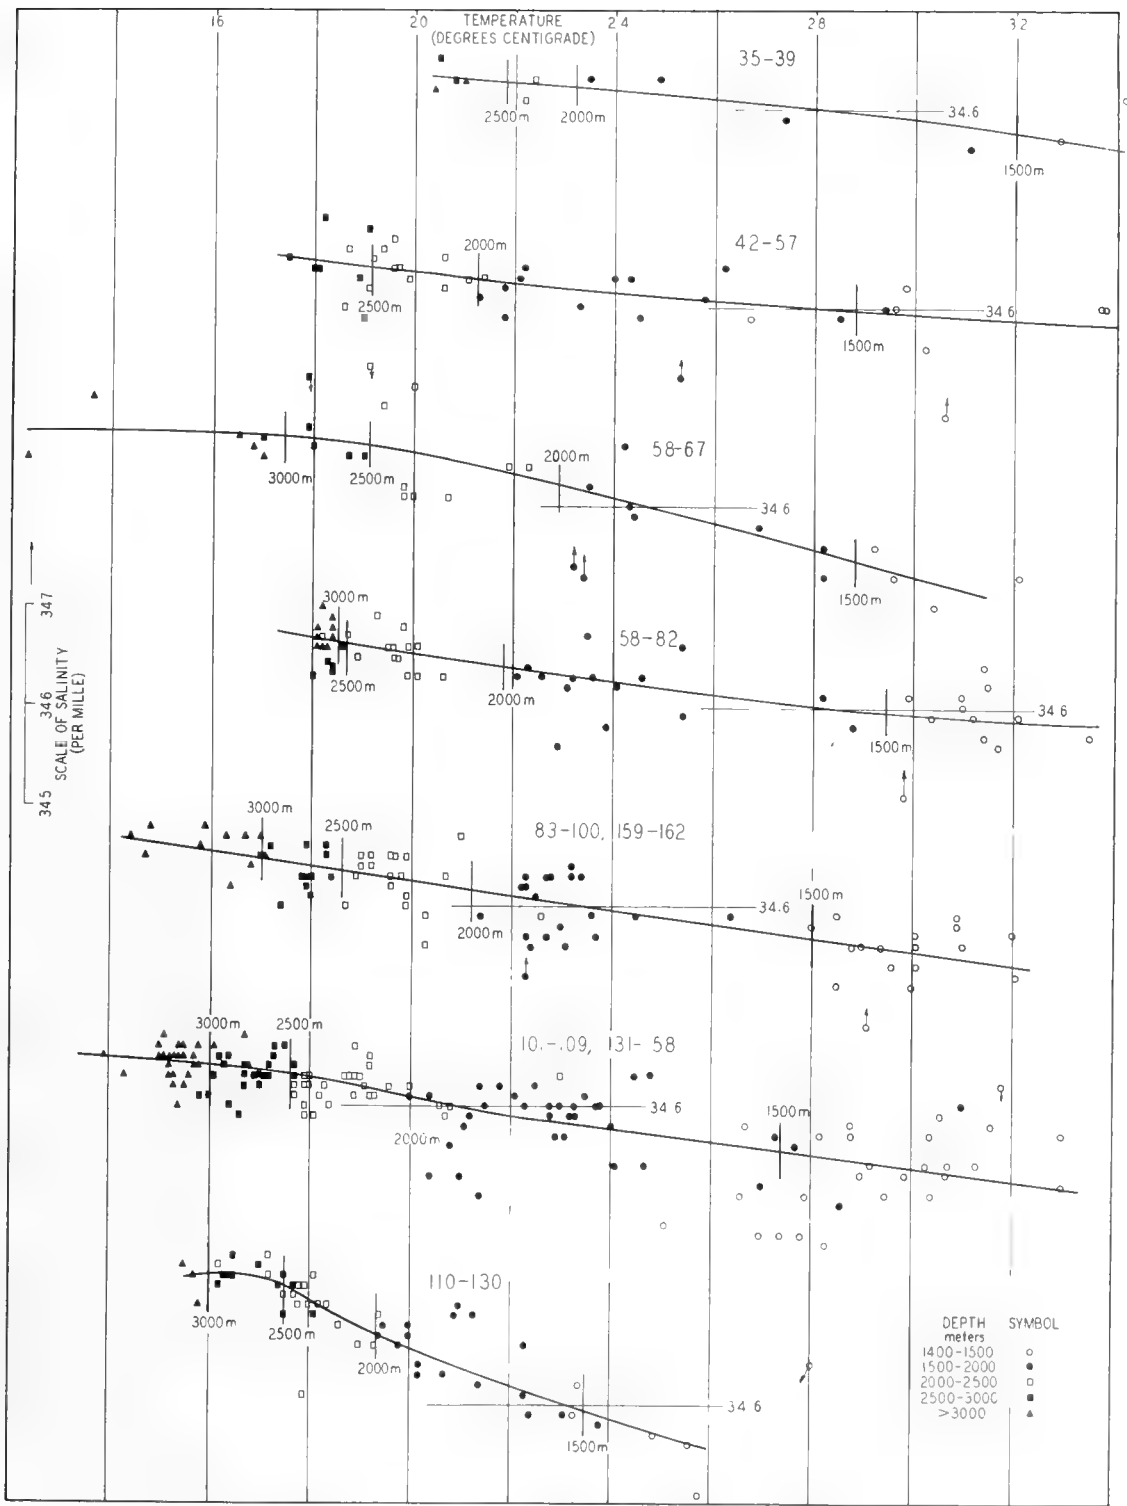 16 20 TEMPERATURE 24 28 32
(DEGREES CENTIGRADE)
35-39
34.6
2500m 2000m
1500m
42-57
2000m
2500m
34.6
1500m
58-67
2000m
3000m 2500m
34 6
1500m
3000m
58-82
2500m
2000m
34.6
1500m
347
346
345
SCALE OF SALINITY
(PER MILLE)
3000m
2500m
83-100, 159-162
1500m
34.6
2000m
3000m 2500m
10.-.09, 131- 58
34 6
1500m
2000m
110-130
3000m
2500m
2000m
34 6
1500m
DEPTH SYMBOL
meters
1400-1500
1500-2000
2000-2500
2500-3000
>3000